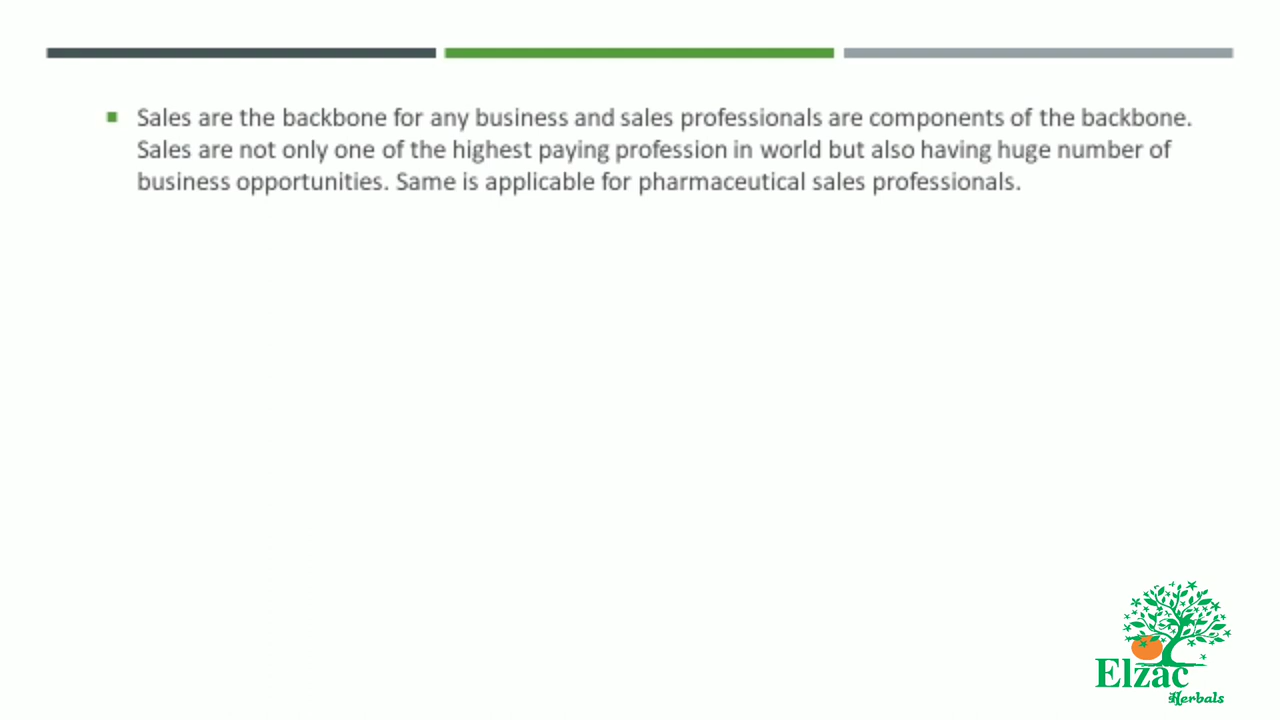 Sales are the backbone for any business and sales professionals are components of the backbone.
Sales are not only one of the highest paying profession in world but also having huge number of
business opportunities. Same is applicable for pharmaceutical sales professionals.
Elzac
Herbals